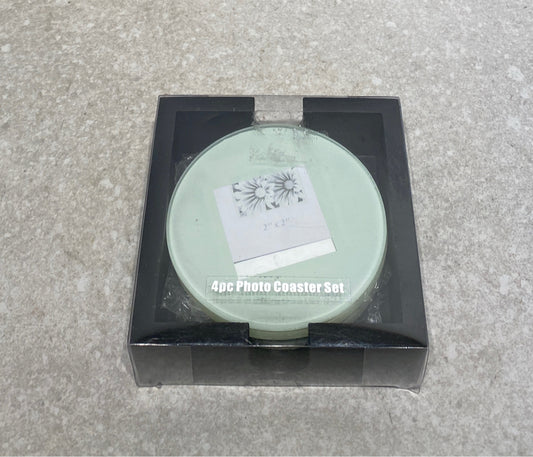 2" x 2"
4pc Photo Coaster Set